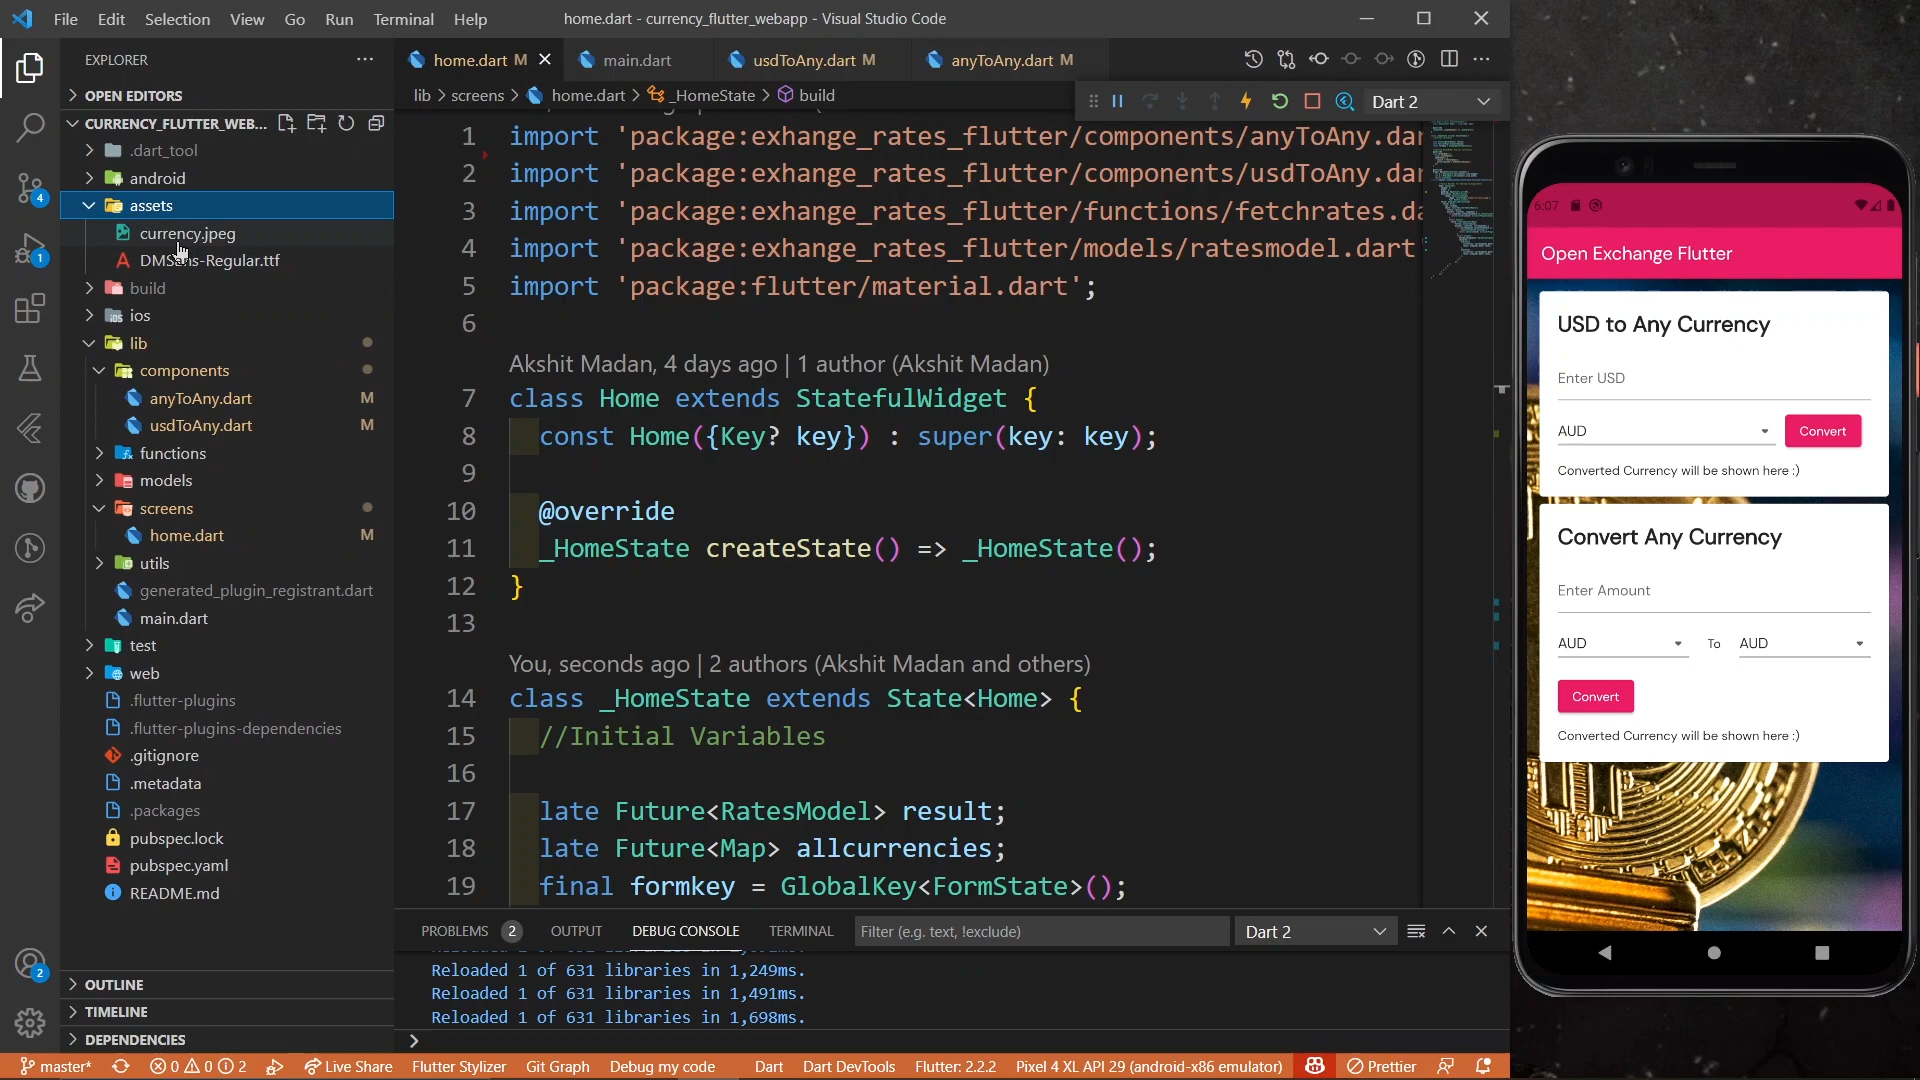 File Edit Selection View Go Run Terminal Help
home.dart - currency_flutter_webapp - Visual Studio Code
EXPLORER
OPEN EDITORS
CURRENCY_FLUTTER_WEB...
.dart_tool
android
assets
currency.jpeg
DMSans-Regular.ttf
build
ios
lib
components
anyToAny.dart M
usdToAny.dart M
functions
models
screens
home.dart M
utils
generated_plugin_registrant.dart
main.dart
test
web
.flutter-plugins
.flutter-plugins-dependencies
.gitignore
.metadata
.packages
pubspec.lock
pubspec.yaml
README.md
OUTLINE
TIMELINE
DEPENDENCIES
4
1
2
home.dart M main.dart usdToAny.dart M anyToAny.dart M
lib > screens > home.dart > _HomeState > build
Dart 2
1 import 'package:exhange_rates_flutter/components/anyToAny.dar
2 import 'package:exhange_rates_flutter/components/usdToAny.dar
3 import 'package:exhange_rates_flutter/functions/fetchrates.da
4 import 'package:exhange_rates_flutter/models/ratesmodel.dart'
5 import 'package:flutter/material.dart';
6
Akshit Madan, 4 days ago | 1 author (Akshit Madan)
7 class Home extends StatefulWidget {
8 const Home({Key? key}) : super(key: key);
9
10 @override
11 _HomeState createState() => _HomeState();
12 }
13
You, seconds ago | 2 authors (Akshit Madan and others)
14 class _HomeState extends State<Home> {
15 //Initial Variables
16
17 late Future<RatesModel> result;
18 late Future<Map> allcurrencies;
19 final formkey = GlobalKey<FormState>();
PROBLEMS 2 OUTPUT DEBUG CONSOLE TERMINAL Filter (e.g. text, !exclude) Dart 2
Reloaded 1 of 631 libraries in 1,249ms.
Reloaded 1 of 631 libraries in 1,491ms.
Reloaded 1 of 631 libraries in 1,698ms.
master* 0 0 2 Live Share Flutter Stylizer Git Graph Debug my code Dart Dart DevTools Flutter: 2.2.2 Pixel 4 XL API 29 (android-x86 emulator) Prettier
6:07
Open Exchange Flutter
USD to Any Currency
Enter USD
AUD Convert
Converted Currency will be shown here :)
Convert Any Currency
Enter Amount
AUD To AUD
Convert
Converted Currency will be shown here :)